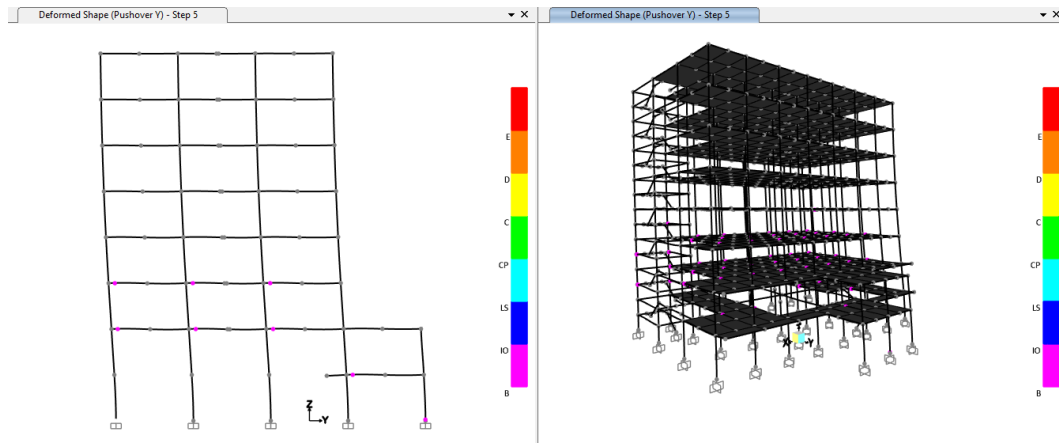 Deformed Shape (Pushover Y) - Step 5
E
D
C
CP
LS
IO
B
Z
Y
Deformed Shape (Pushover Y) - Step 5
E
D
C
CP
LS
IO
B
X
Y